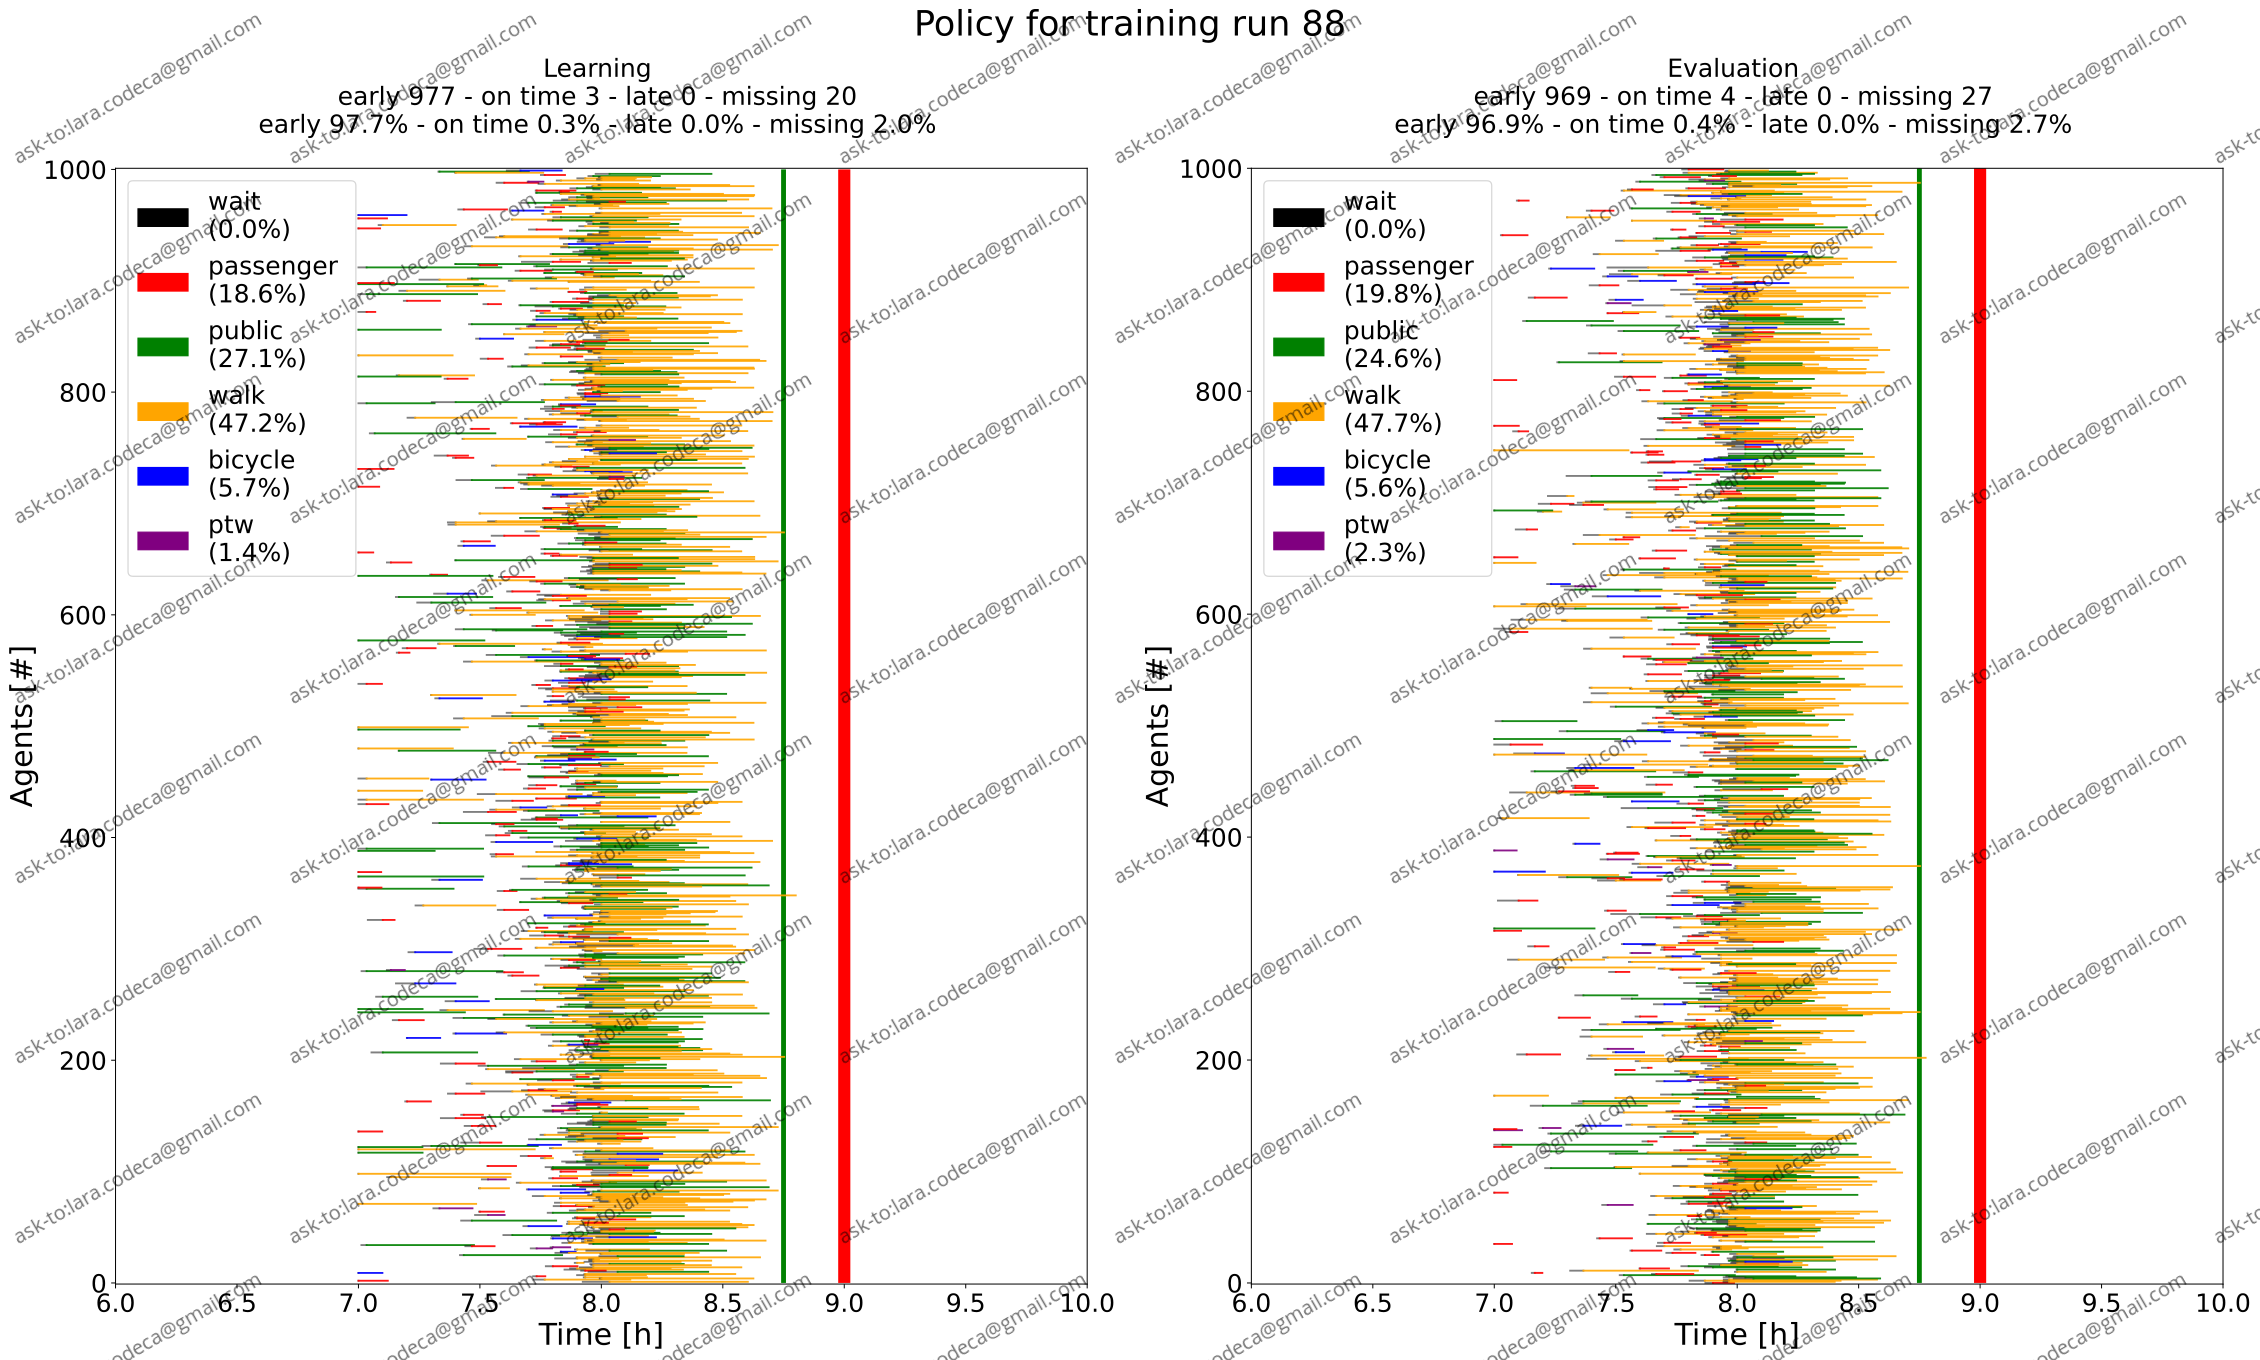 Policy for training run 88
Learning
early 977 - on time 3 - late 0 - missing 20
early 97.7% - on time 0.3% - late 0.0% - missing 2.0%
1000
800
600
400
200
0
Agents [#]
wait
(0.0%)
passenger
(18.6%)
public
(27.1%)
walk
(47.2%)
bicycle
(5.7%)
ptw
(1.4%)
6.0 6.5 7.0 7.5 8.0 8.5 9.0 9.5 10.0
Time [h]
Evaluation
early 969 - on time 4 - late 0 - missing 27
early 96.9% - on time 0.4% - late 0.0% - missing 2.7%
1000
800
600
400
200
0
Agents [#]
wait
(0.0%)
passenger
(19.8%)
public
(24.6%)
walk
(47.7%)
bicycle
(5.6%)
ptw
(2.3%)
6.0 6.5 7.0 7.5 8.0 8.5 9.0 9.5 10.0
Time [h]
ask-to:lara.codeca@gmail.com